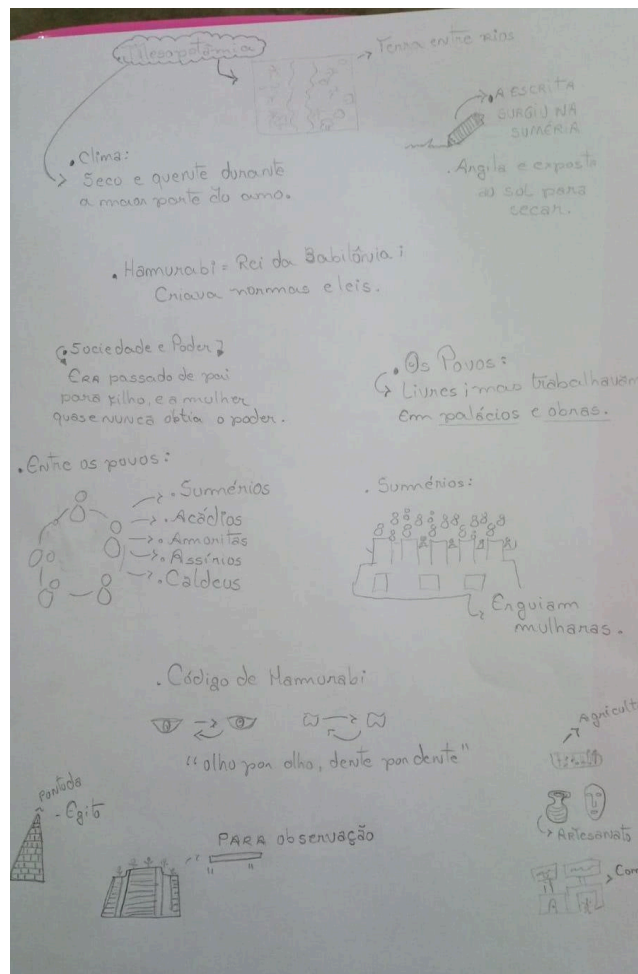 Mesopotâmia
Terra entre rios
. A ESCRITA
SURGIU NA
SUMÉRIA
. Clima:
Seco e quente durante
a maior parte do ano.
. Argila e exposta
ao sol para
secar.
. Hamurabi = Rei da Babilônia;
Criava normas e leis.
. Sociedade e Poder
Era passado de pai
para filho, e a mulher
quase nunca obtia o poder.
. Os Povos:
Livres; mas trabalhavam
Em palácios e obras.
. Entre os povos:
. Sumérios
. Acádios
. Amoritas
. Assírios
. Caldeus
. Sumérios:
Erguiam
mulharas.
. Código de Hamurabi
"olho por olho, dente por dente"
Agricult
Pontuda
- Egito
PARA observação
Artesanato
Com